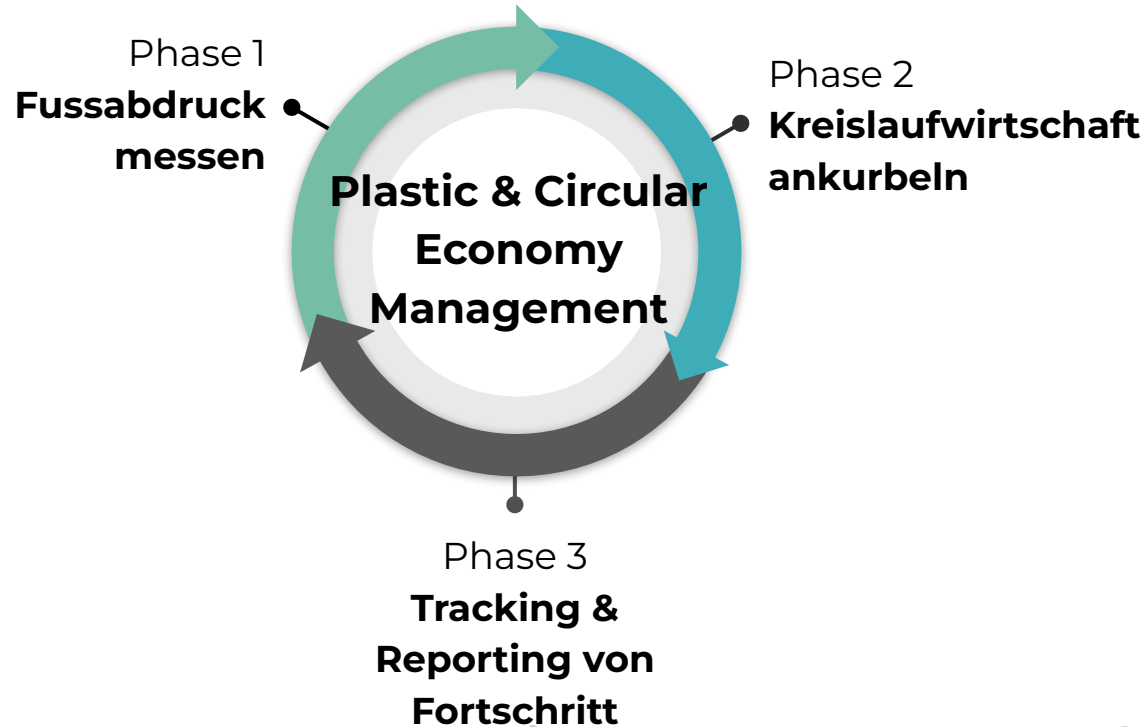 Phase 1
Fussabdruck
messen
Phase 2
Kreislaufwirtschaft
ankurbeln
Plastic & Circular
Economy
Management
Phase 3
Tracking &
Reporting von
Fortschritt